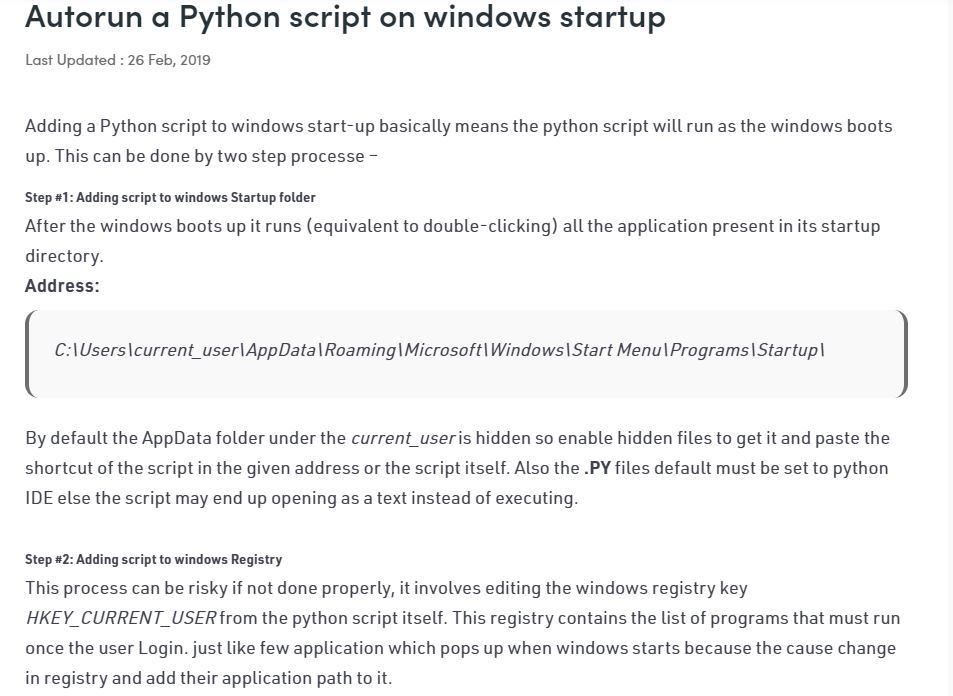 Autorun a Python script on windows startup
Last Updated : 26 Feb, 2019
Adding a Python script to windows start-up basically means the python script will run as the windows boots
up. This can be done by two step processe –
Step #1: Adding script to windows Startup folder
After the windows boots up it runs (equivalent to double-clicking) all the application present in its startup
directory.
Address:
C:\Users\current_user\AppData\Roaming\Microsoft\Windows\Start Menu\Programs\Startup\
By default the AppData folder under the current_user is hidden so enable hidden files to get it and paste the
shortcut of the script in the given address or the script itself. Also the .PY files default must be set to python
IDE else the script may end up opening as a text instead of executing.
Step #2: Adding script to windows Registry
This process can be risky if not done properly, it involves editing the windows registry key
HKEY_CURRENT_USER from the python script itself. This registry contains the list of programs that must run
once the user Login. just like few application which pops up when windows starts because the cause change
in registry and add their application path to it.